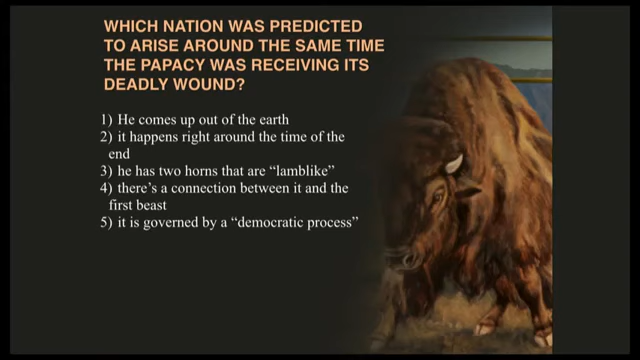 WHICH NATION WAS PREDICTED
TO ARISE AROUND THE SAME TIME
THE PAPACY WAS RECEIVING ITS
DEADLY WOUND?
1) He comes up out of the earth
2) it happens right around the time of the
end
3) he has two horns that are “lamblike”
4) there’s a connection between it and the
first beast
5) it is governed by a “democratic process”